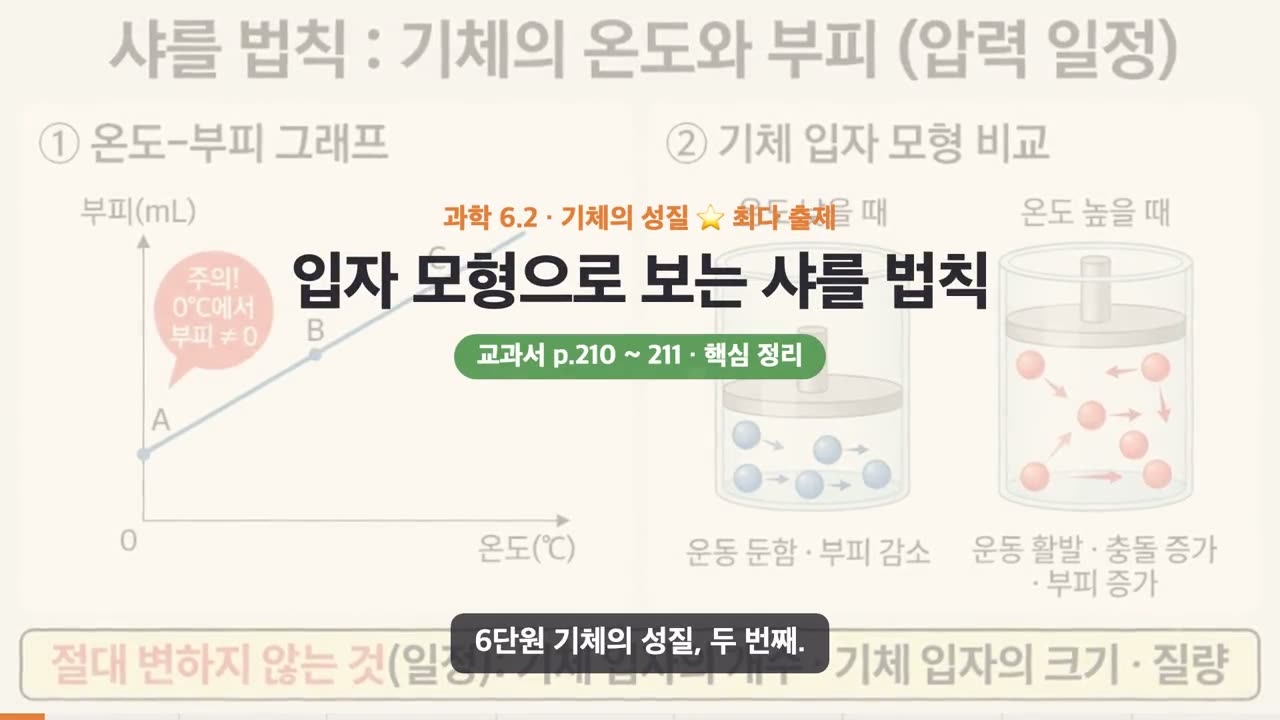 샤를 법칙 : 기체의 온도와 부피 (압력 일정)
① 온도-부피 그래프
② 기체 입자 모형 비교
부피(mL)
온도 높을 때
과학 6.2 · 기체의 성질 ⭐ 최다 출제
입자 모형으로 보는 샤를 법칙
교과서 p.210 ~ 211 · 핵심 정리
주의!
0°C에서
부피 ≠ 0
A
B
C
0
온도(℃)
운동 둔함 · 부피 감소
운동 활발 · 충돌 증가
· 부피 증가
6단원 기체의 성질, 두 번째.
절대 변하지 않는 것(일정): 기체 입자의 개수 · 기체 입자의 크기 · 질량